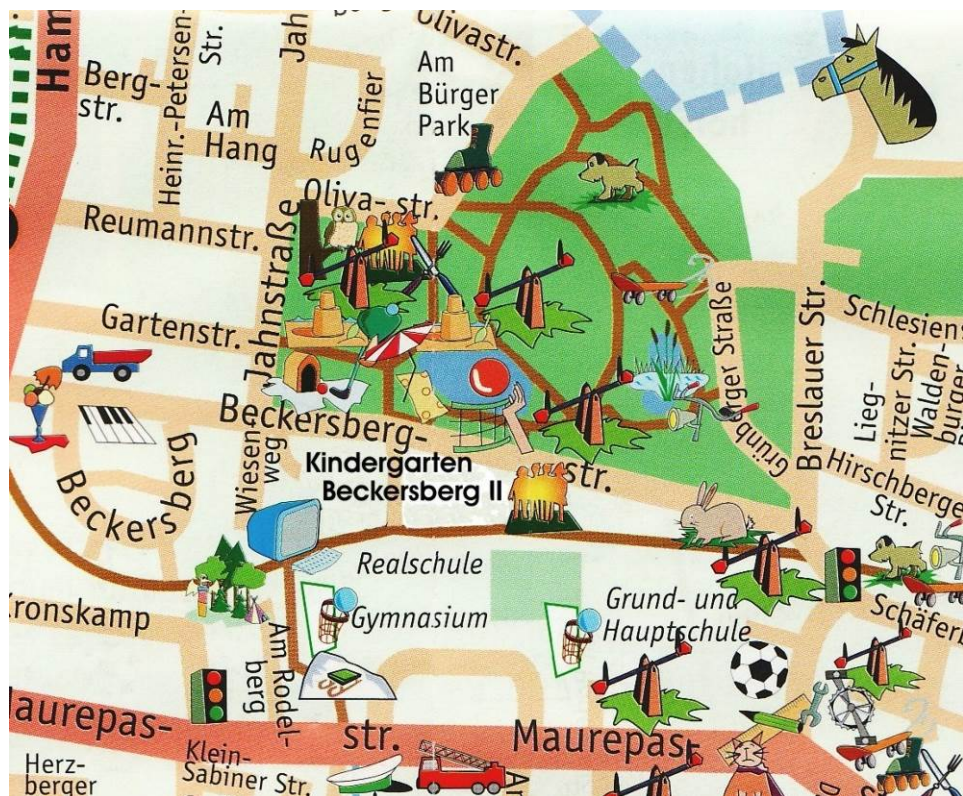 Ham
Berg-
str.
Heinr.-Petersen-
Str.
Jah
Am
Hang
Rugenfier
Olivastr.
Am
Bürger
Park
Oliva- str.
Reumannstr.
Jahnstraße
Gartenstr.
Grünberger Straße
Breslauer Str.
Schlesien
Lieg-
nitzer Str.
Walden-
burger
Hirschberge
Str.
Beckersberg-
str.
Beckersberg
Wiesen
weg
Kindergarten
Beckersberg II
Realschule
Gymnasium
Grund- und
Hauptschule
Kronskamp
Am Rodel-
berg
Schäferb
Maurepas-
str.
Maurepas-
Klein-
Sabiner Str.
Herz-
berger